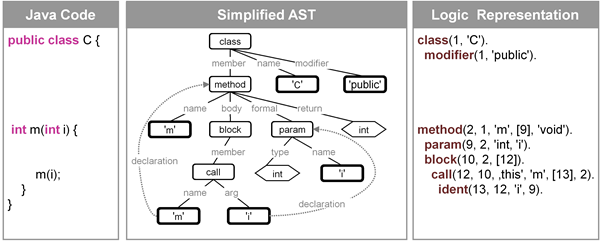 Java Code
public class C {
int m(int i) {
m(i);
}
}
Simplified AST
class
member name modifier
method 'C' 'public'
name body formal return
'm' block param int
declaration member type name
call int 'i'
name arg
declaration
'm' 'i'
Logic Representation
class(1, 'C').
modifier(1, 'public').
method(2, 1, 'm', [9], 'void').
param(9, 2, 'int, 'i').
block(10, 2, [12]).
call(12, 10, ,this', 'm', [13], 2).
ident(13, 12, 'i', 9).